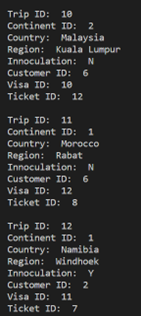 Trip ID:  10
Continent ID:  2
Country:  Malaysia
Region:  Kuala Lumpur
Innoculation:  N
Customer ID:  6
Visa ID:  10
Ticket ID:  12
Trip ID:  11
Continent ID:  1
Country:  Morocco
Region:  Rabat
Innoculation:  N
Customer ID:  6
Visa ID:  12
Ticket ID:  8
Trip ID:  12
Continent ID:  1
Country:  Namibia
Region:  Windhoek
Innoculation:  Y
Customer ID:  2
Visa ID:  11
Ticket ID:  7